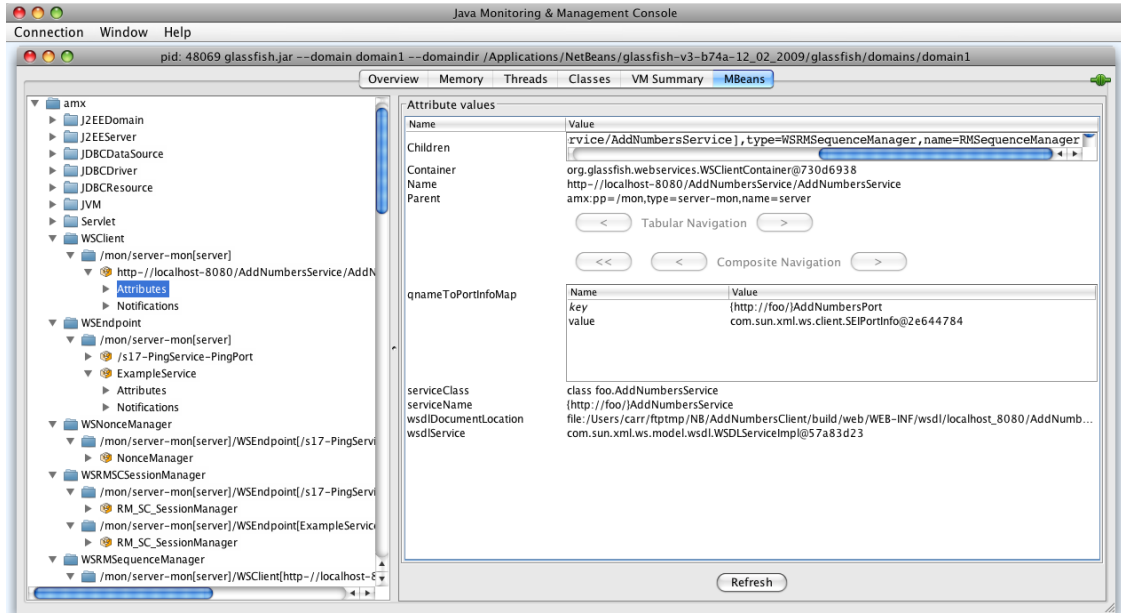 Java Monitoring & Management Console
Connection Window Help
pid: 48069 glassfish.jar --domain domain1 --domaindir /Applications/NetBeans/glassfish-v3-b74a-12_02_2009/glassfish/domains/domain1
Overview Memory Threads Classes VM Summary MBeans
amx
J2EEDomain
J2EEServer
JDBCDataSource
JDBCDriver
JDBCResource
JVM
Servlet
WSClient
/mon/server-mon[server]
http-//localhost-8080/AddNumbersService/AddN
Attributes
Notifications
WSEndpoint
/mon/server-mon[server]
/s17-PingService-PingPort
ExampleService
Attributes
Notifications
WSNonceManager
/mon/server-mon[server]/WSEndpoint[/s17-PingServi
NonceManager
WSRMSCSessionManager
/mon/server-mon[server]/WSEndpoint[/s17-PingServi
RM_SC_SessionManager
/mon/server-mon[server]/WSEndpoint[ExampleService
RM_SC_SessionManager
WSRMSequenceManager
/mon/server-mon[server]/WSClient[http-//localhost-8
Attribute values
Name Value
Children rvice/AddNumbersService],type=WSRMSequenceManager,name=RMSequenceManager
Container org.glassfish.webservices.WSClientContainer@730d6938
Name http-//localhost-8080/AddNumbersService/AddNumbersService
Parent amx:pp=/mon,type=server-mon,name=server
< Tabular Navigation >
<< < Composite Navigation >
qnameToPortInfoMap
Name Value
key {http://foo/}AddNumbersPort
value com.sun.xml.ws.client.SEIPortInfo@2e644784
serviceClass class foo.AddNumbersService
serviceName {http://foo/}AddNumbersService
wsdlDocumentLocation file:/Users/carr/ftptmp/NB/AddNumbersClient/build/web/WEB-INF/wsdl/localhost_8080/AddNumb...
wsdlService com.sun.xml.ws.model.wsdl.WSDLServiceImpl@57a83d23
Refresh